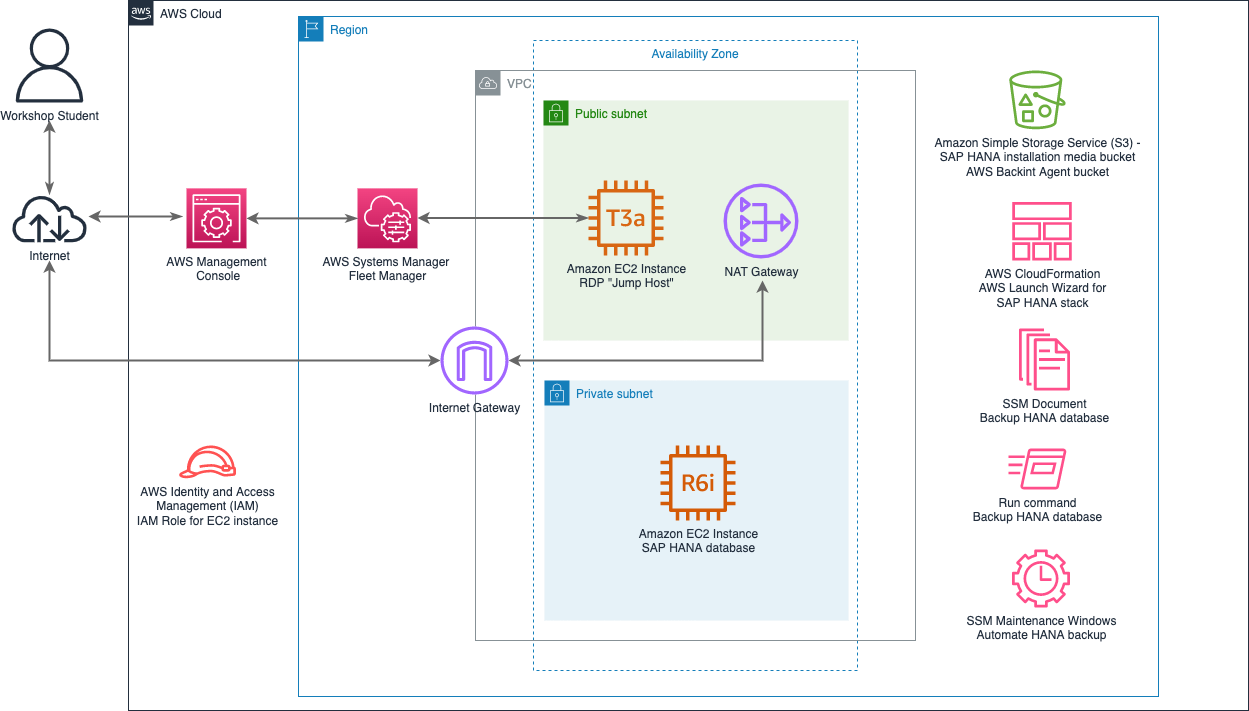 aws
AWS Cloud
Region
Availability Zone
VPC
Public subnet
Workshop Student
Amazon Simple Storage Service (S3) -
SAP HANA installation media bucket
AWS Backint Agent bucket
T3a
Internet
AWS Management
Console
AWS Systems Manager
Fleet Manager
Amazon EC2 Instance
RDP "Jump Host"
NAT Gateway
AWS CloudFormation
AWS Launch Wizard for
SAP HANA stack
Internet Gateway
Private subnet
SSM Document
Backup HANA database
R6i
AWS Identity and Access
Management (IAM)
IAM Role for EC2 instance
Amazon EC2 Instance
SAP HANA database
Run command
Backup HANA database
SSM Maintenance Windows
Automate HANA backup